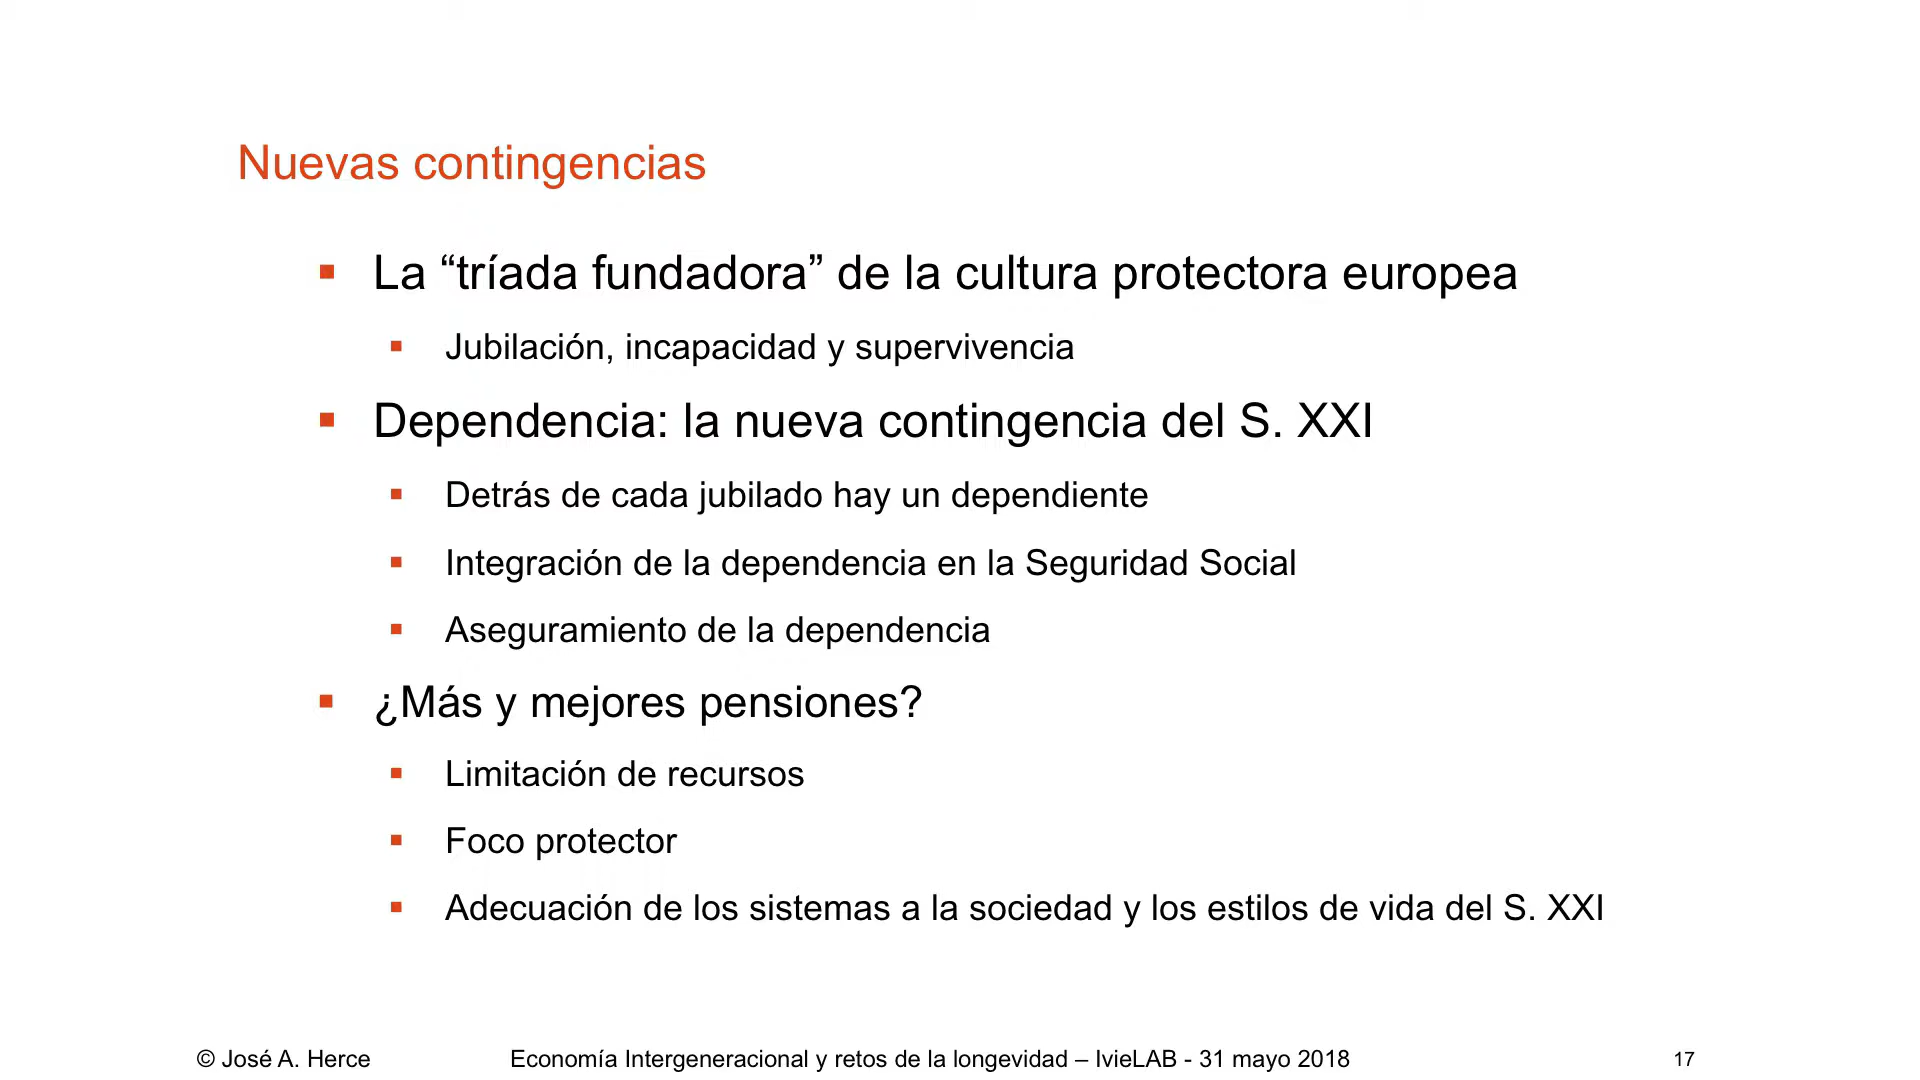 Nuevas contingencias
La “tríada fundadora” de la cultura protectora europea
Jubilación, incapacidad y supervivencia
Dependencia: la nueva contingencia del S. XXI
Detrás de cada jubilado hay un dependiente
Integración de la dependencia en la Seguridad Social
Aseguramiento de la dependencia
¿Más y mejores pensiones?
Limitación de recursos
Foco protector
Adecuación de los sistemas a la sociedad y los estilos de vida del S. XXI
© José A. Herce Economía Intergeneracional y retos de la longevidad – IvieLAB - 31 mayo 2018 17